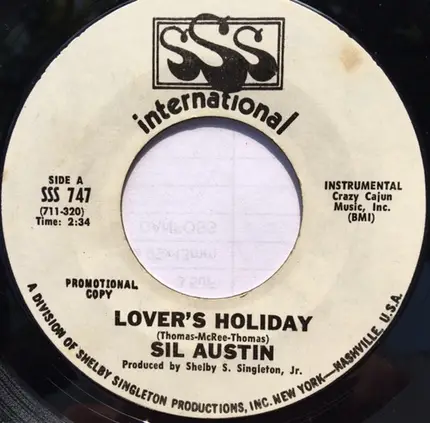 SSS
international
SIDE A
SSS 747
(711-320)
Time: 2:34
INSTRUMENTAL
Crazy Cajun
Music, Inc.
(BMI)
PROMOTIONAL
COPY
LOVER'S HOLIDAY
(Thomas-McRee-Thomas)
SIL AUSTIN
Produced by Shelby S. Singleton, Jr.
A DIVISION OF SHELBY SINGLETON PRODUCTIONS, INC. NEW YORK—NASHVILLE, U.S.A.